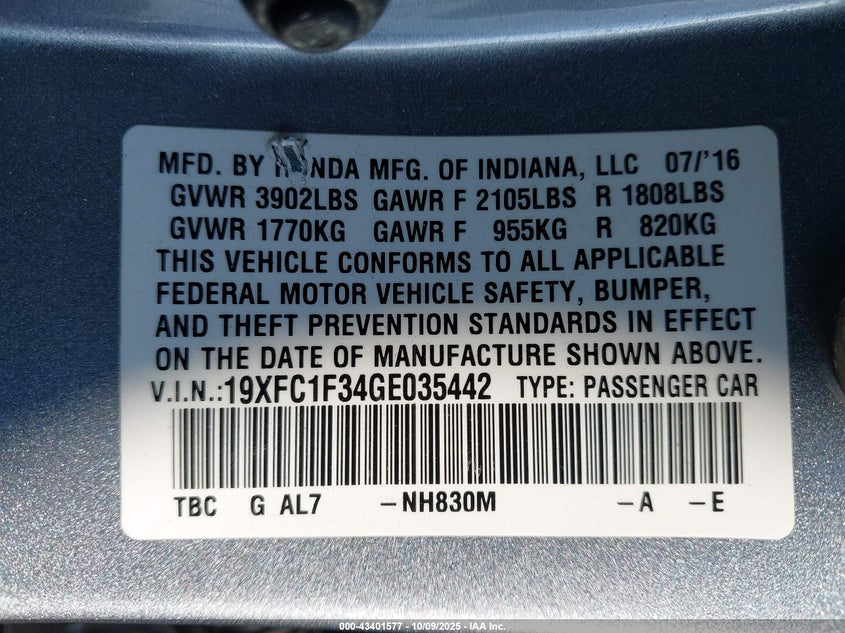 MFD. BY HONDA MFG. OF INDIANA, LLC 07/'16
GVWR 3902LBS GAWR F 2105LBS R 1808LBS
GVWR 1770KG GAWR F 955KG R 820KG
THIS VEHICLE CONFORMS TO ALL APPLICABLE
FEDERAL MOTOR VEHICLE SAFETY, BUMPER,
AND THEFT PREVENTION STANDARDS IN EFFECT
ON THE DATE OF MANUFACTURE SHOWN ABOVE.
V.I.N.:19XFC1F34GE035442 TYPE: PASSENGER CAR
TBC G AL7 -NH830M -A -E
000-43401577 - 10/09/2025 - IAA Inc.